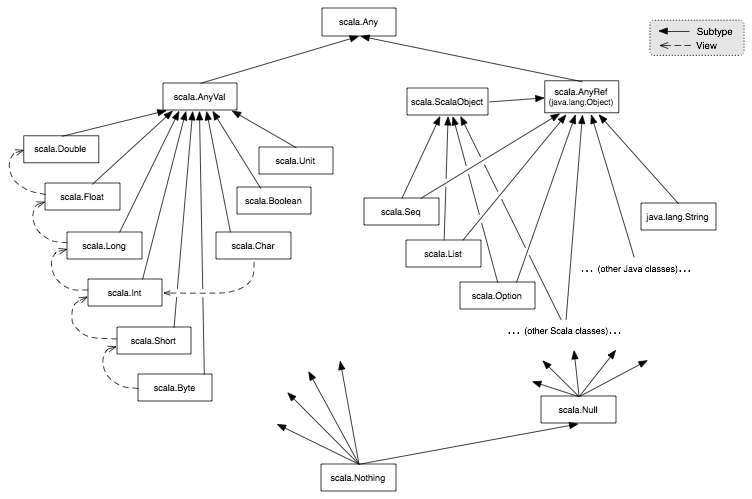 scala.Any
Subtype
View
scala.AnyVal
scala.ScalaObject
scala.AnyRef
(java.lang.Object)
scala.Double
scala.Unit
scala.Float
scala.Boolean
scala.Seq
java.lang.String
scala.Long
scala.Char
scala.List
... (other Java classes)...
scala.Int
scala.Option
... (other Scala classes)...
scala.Short
scala.Byte
scala.Null
scala.Nothing